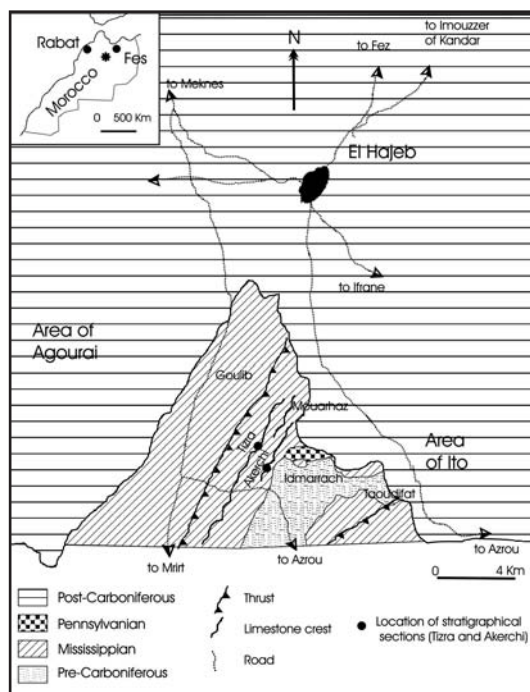 to Imouzzer
of Kandar
to Fez
N
Rabat
Fes
Morocco
0 500 Km
to Meknes
El Hajeb
to Ifrane
Area of
Agourai
Goulib
Mouarhaz
Tizra
Akerchi
Area
of Ito
Idmarrach
Taoudifat
to Mrirt
to Azrou
to Azrou
0 4 Km
Post-Carboniferous
Pennsylvanian
Mississippian
Pre-Carboniferous
Thrust
Limestone crest
Road
Location of stratigraphical
sections (Tizra and Akerchi)